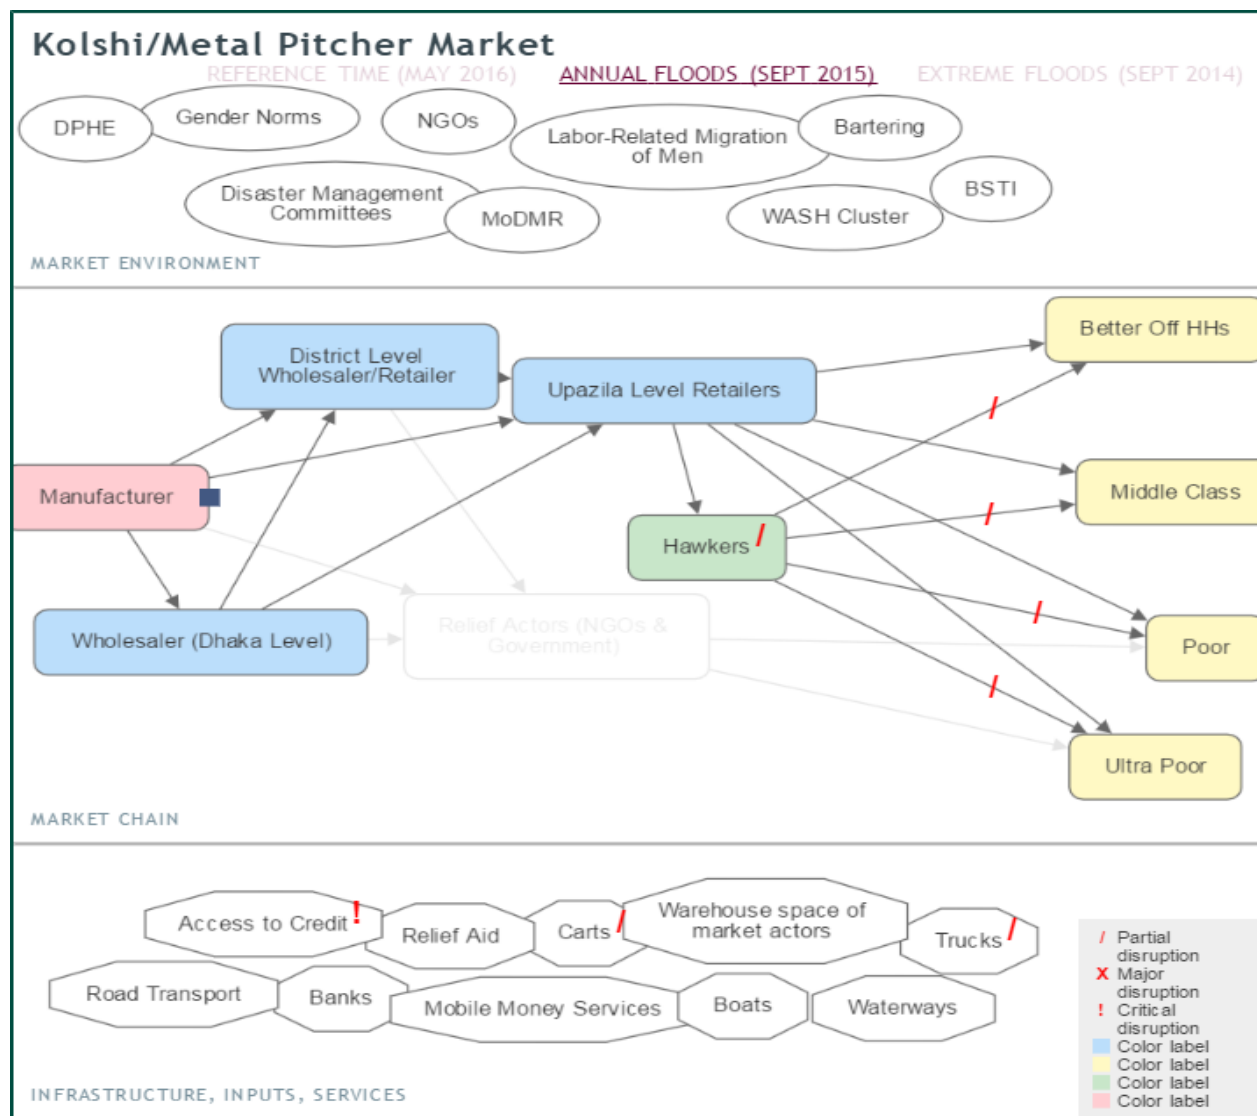 Kolshi/Metal Pitcher Market
REFERENCE TIME (MAY 2016) ANNUAL FLOODS (SEPT 2015) EXTREME FLOODS (SEPT 2014)
DPHE
Gender Norms
NGOs
Labor-Related Migration
of Men
Bartering
Disaster Management
Committees
MoDMR
WASH Cluster
BSTI
MARKET ENVIRONMENT
District Level
Wholesaler/Retailer
Upazila Level Retailers
Better Off HHs
Manufacturer
Middle Class
Hawkers /
/
/
/
/
Wholesaler (Dhaka Level)
Relief Actors (NGOs &
Government)
Poor
Ultra Poor
MARKET CHAIN
Access to Credit !
Relief Aid
Carts /
Warehouse space of
market actors
Trucks /
Road Transport
Banks
Mobile Money Services
Boats
Waterways
/ Partial
disruption
X Major
disruption
! Critical
disruption
Color label
Color label
Color label
Color label
INFRASTRUCTURE, INPUTS, SERVICES